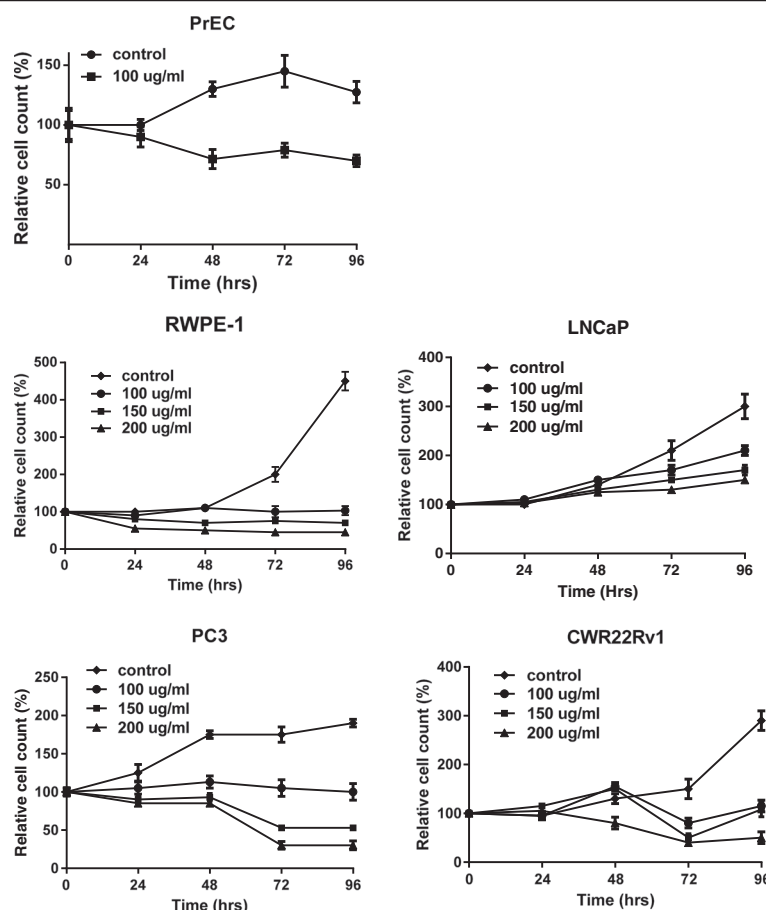 PrEC
Relative cell count (%)
control
100 ug/ml
150
100
50
0 24 48 72 96
Time (hrs)
RWPE-1
Relative cell count (%)
control
100 ug/ml
150 ug/ml
200 ug/ml
500
400
300
200
100
0
0 24 48 72 96
Time (hrs)
LNCaP
Relative cell count (%)
control
100 ug/ml
150 ug/ml
200 ug/ml
400
300
200
100
0
0 24 48 72 96
Time (Hrs)
PC3
Relative cell count (%)
control
100 ug/ml
150 ug/ml
200 ug/ml
250
200
150
100
50
0
0 24 48 72 96
Time (hrs)
CWR22Rv1
Relative cell count (%)
control
100 ug/ml
150 ug/ml
200 ug/ml
400
300
200
100
0
0 24 48 72 96
Time (hrs)